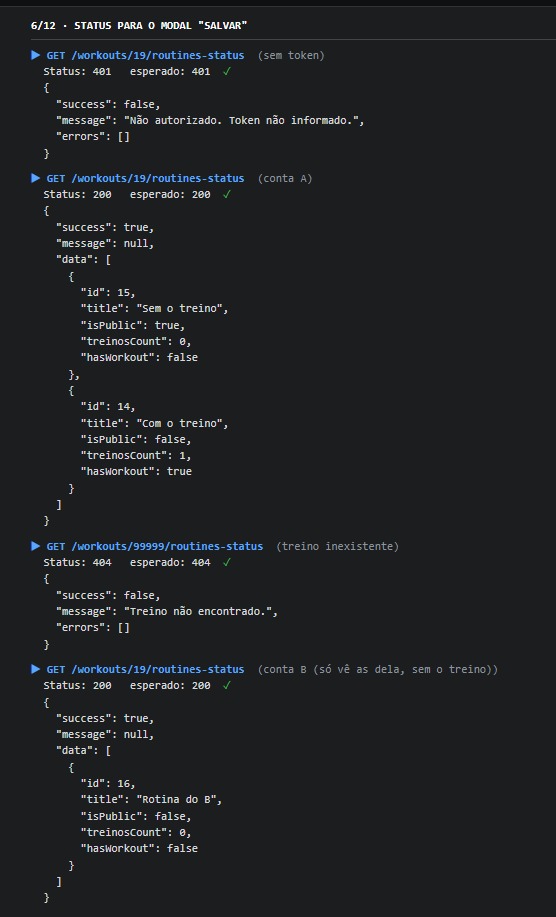 6/12 · STATUS PARA O MODAL "SALVAR"
▶ GET /workouts/19/routines-status (sem token)
Status: 401 esperado: 401 ✓
{
"success": false,
"message": "Não autorizado. Token não informado.",
"errors": []
}
▶ GET /workouts/19/routines-status (conta A)
Status: 200 esperado: 200 ✓
{
"success": true,
"message": null,
"data": [
{
"id": 15,
"title": "Sem o treino",
"isPublic": true,
"treinosCount": 0,
"hasWorkout": false
},
{
"id": 14,
"title": "Com o treino",
"isPublic": false,
"treinosCount": 1,
"hasWorkout": true
}
]
}
▶ GET /workouts/99999/routines-status (treino inexistente)
Status: 404 esperado: 404 ✓
{
"success": false,
"message": "Treino não encontrado.",
"errors": []
}
▶ GET /workouts/19/routines-status (conta B (só vê as dela, sem o treino))
Status: 200 esperado: 200 ✓
{
"success": true,
"message": null,
"data": [
{
"id": 16,
"title": "Rotina do B",
"isPublic": false,
"treinosCount": 0,
"hasWorkout": false
}
]
}